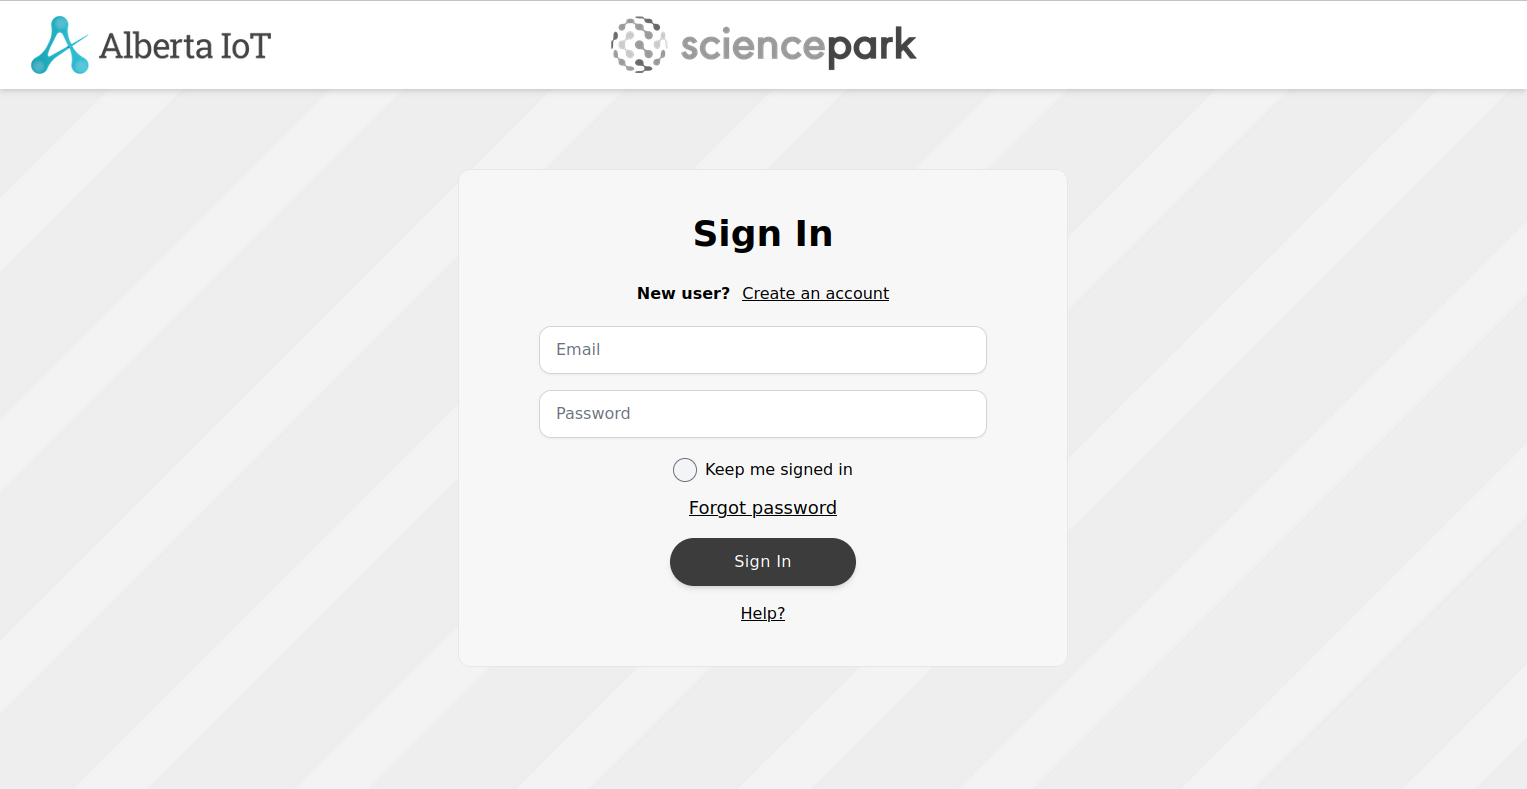 Alberta IoT
sciencepark
Sign In
New user? Create an account
Email
Password
Keep me signed in
Forgot password
Sign In
Help?